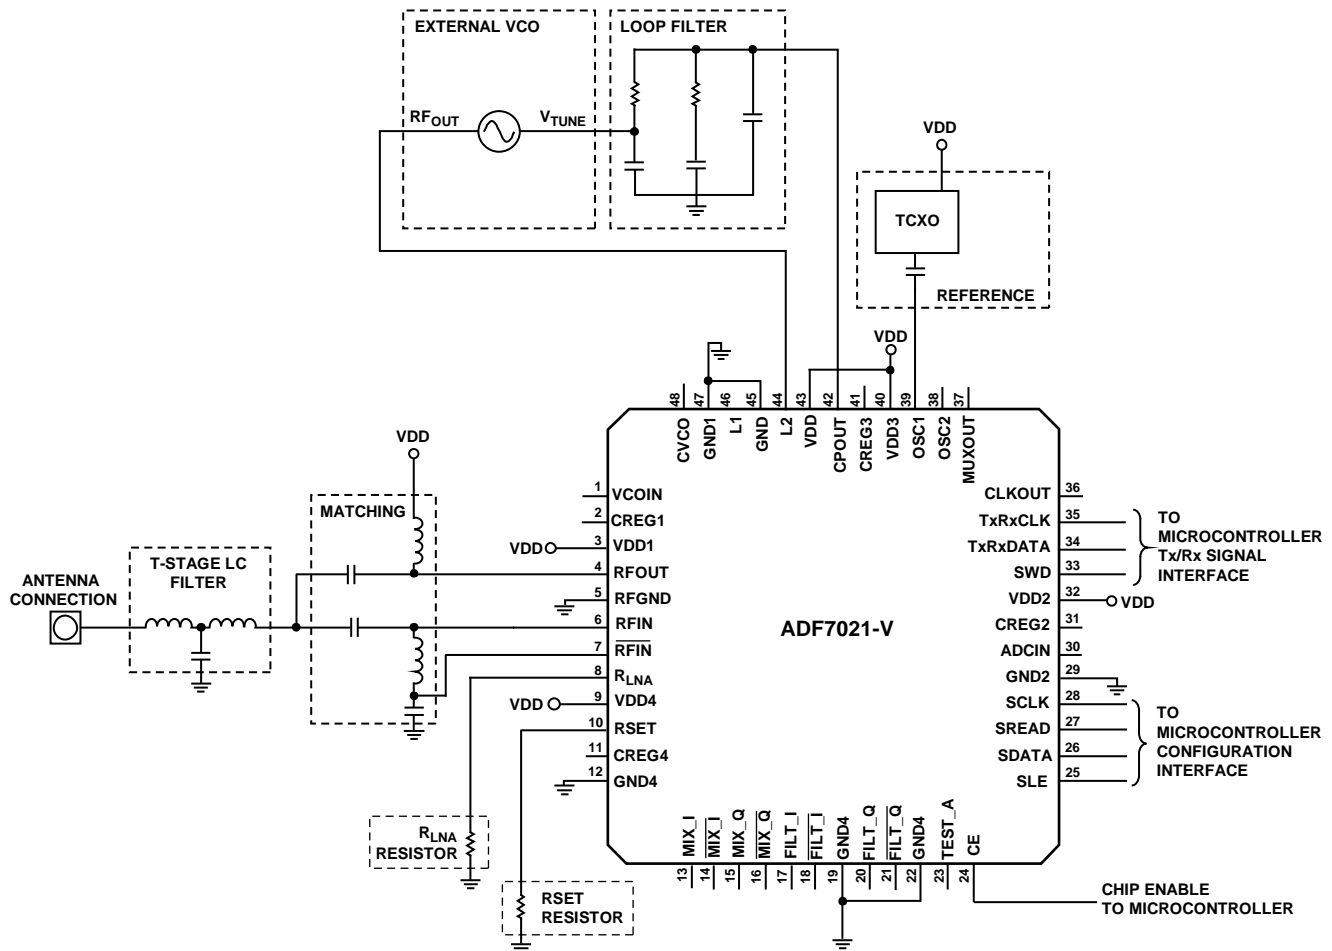 EXTERNAL VCO
LOOP FILTER
RFOUT
VTUNE
VDD
TCXO
REFERENCE
VDD
48
47
46
45
44
43
42
41
40
39
38
37
CVCO
GND1
L1
GND
L2
VDD
CPOUT
CREG3
VDD3
OSC1
OSC2
MUXOUT
VDD
MATCHING
T-STAGE LC
FILTER
ANTENNA
CONNECTION
1 VCOIN
2 CREG1
VDD 3 VDD1
4 RFOUT
5 RFGND
6 RFIN
7 RFIN
8 RLNA
VDD 9 VDD4
10 RSET
11 CREG4
12 GND4
ADF7021-V
CLKOUT 36
TxRxCLK 35
TxRxDATA 34
SWD 33
VDD2 32 VDD
CREG2 31
ADCIN 30
GND2 29
SCLK 28
SREAD 27
SDATA 26
SLE 25
TO
MICROCONTROLLER
Tx/Rx SIGNAL
INTERFACE
TO
MICROCONTROLLER
CONFIGURATION
INTERFACE
MIX_I
MIX_I
MIX_Q
MIX_Q
FILT_I
FILT_I
GND4
FILT_Q
FILT_Q
GND4
TEST_A
CE
13
14
15
16
17
18
19
20
21
22
23
24
RLNA
RESISTOR
RSET
RESISTOR
CHIP ENABLE
TO MICROCONTROLLER